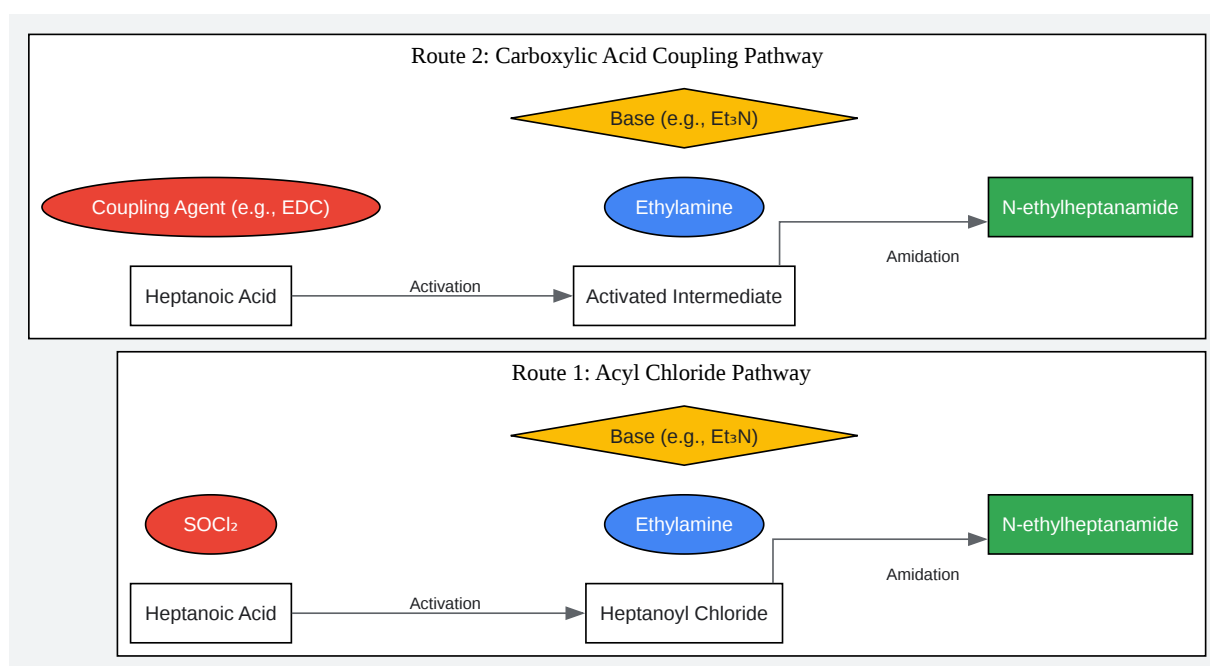 Route 2: Carboxylic Acid Coupling Pathway
Base (e.g., Et₃N)
Coupling Agent (e.g., EDC)
Ethylamine
N-ethylheptanamide
Amidation
Heptanoic Acid
Activation
Activated Intermediate
Route 1: Acyl Chloride Pathway
Base (e.g., Et₃N)
SOCl₂
Ethylamine
N-ethylheptanamide
Amidation
Heptanoic Acid
Activation
Heptanoyl Chloride